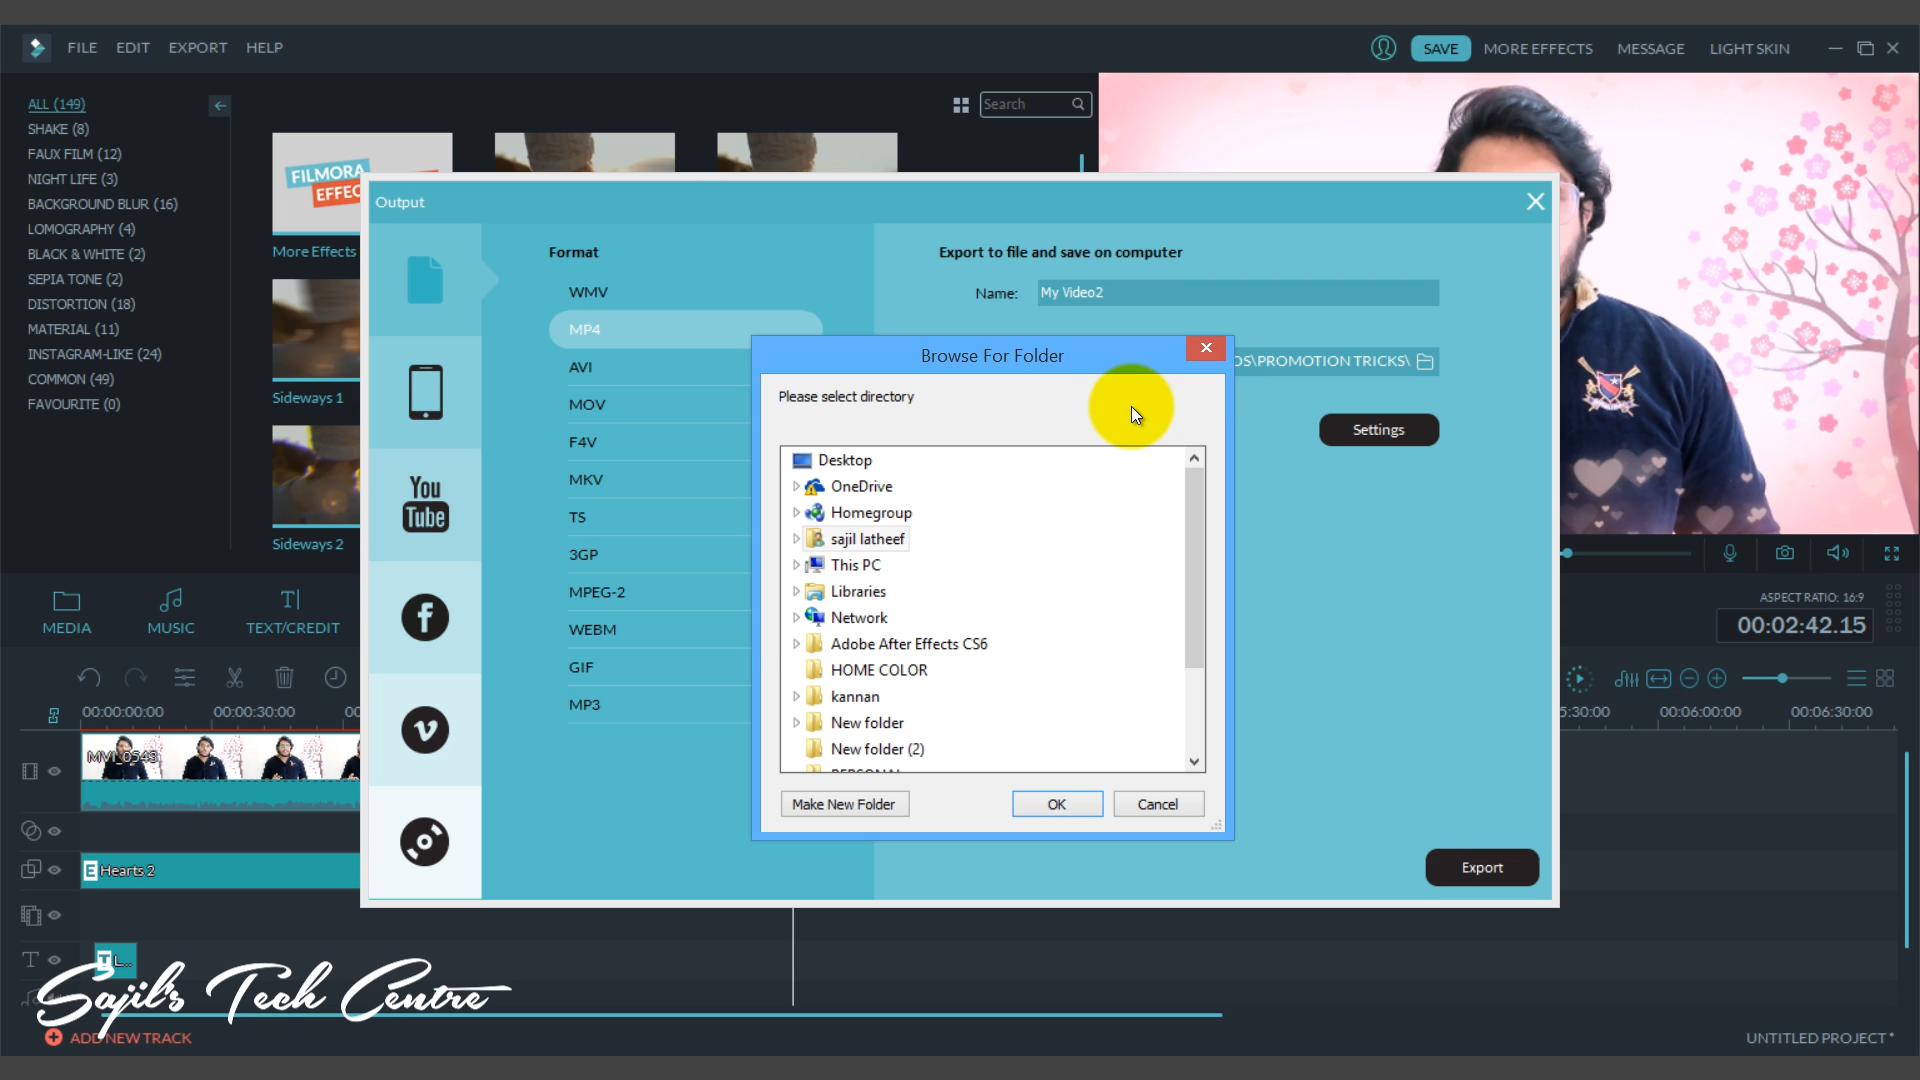 FILE EDIT EXPORT HELP
SAVE MORE EFFECTS MESSAGE LIGHT SKIN
ALL (149)
SHAKE (8)
FAUX FILM (12)
NIGHT LIFE (3)
BACKGROUND BLUR (16)
LOMOGRAPHY (4)
BLACK & WHITE (2)
SEPIA TONE (2)
DISTORTION (18)
MATERIAL (11)
INSTAGRAM-LIKE (24)
COMMON (49)
FAVOURITE (0)
Search
FILMORA
More Effects
Sideways 1
Sideways 2
Output
Format
WMV
MP4
AVI
MOV
F4V
MKV
TS
3GP
MPEG-2
WEBM
GIF
MP3
You
Tube
Export to file and save on computer
Name: My Video2
\PROMOTION TRICKS\
Settings
Export
Browse For Folder
Please select directory
Desktop
OneDrive
Homegroup
sajil latheef
This PC
Libraries
Network
Adobe After Effects CS6
HOME COLOR
kannan
New folder
New folder (2)
Make New Folder OK Cancel
MEDIA MUSIC TEXT/CREDIT
ASPECT RATIO: 16:9
00:02:42.15
00:00:00:00 00:00:30:00
5:30:00 00:06:00:00 00:06:30:00
MVI_0543
E Hearts 2
T L...
Sajil's Tech Centre
ADD NEW TRACK
UNTITLED PROJECT *